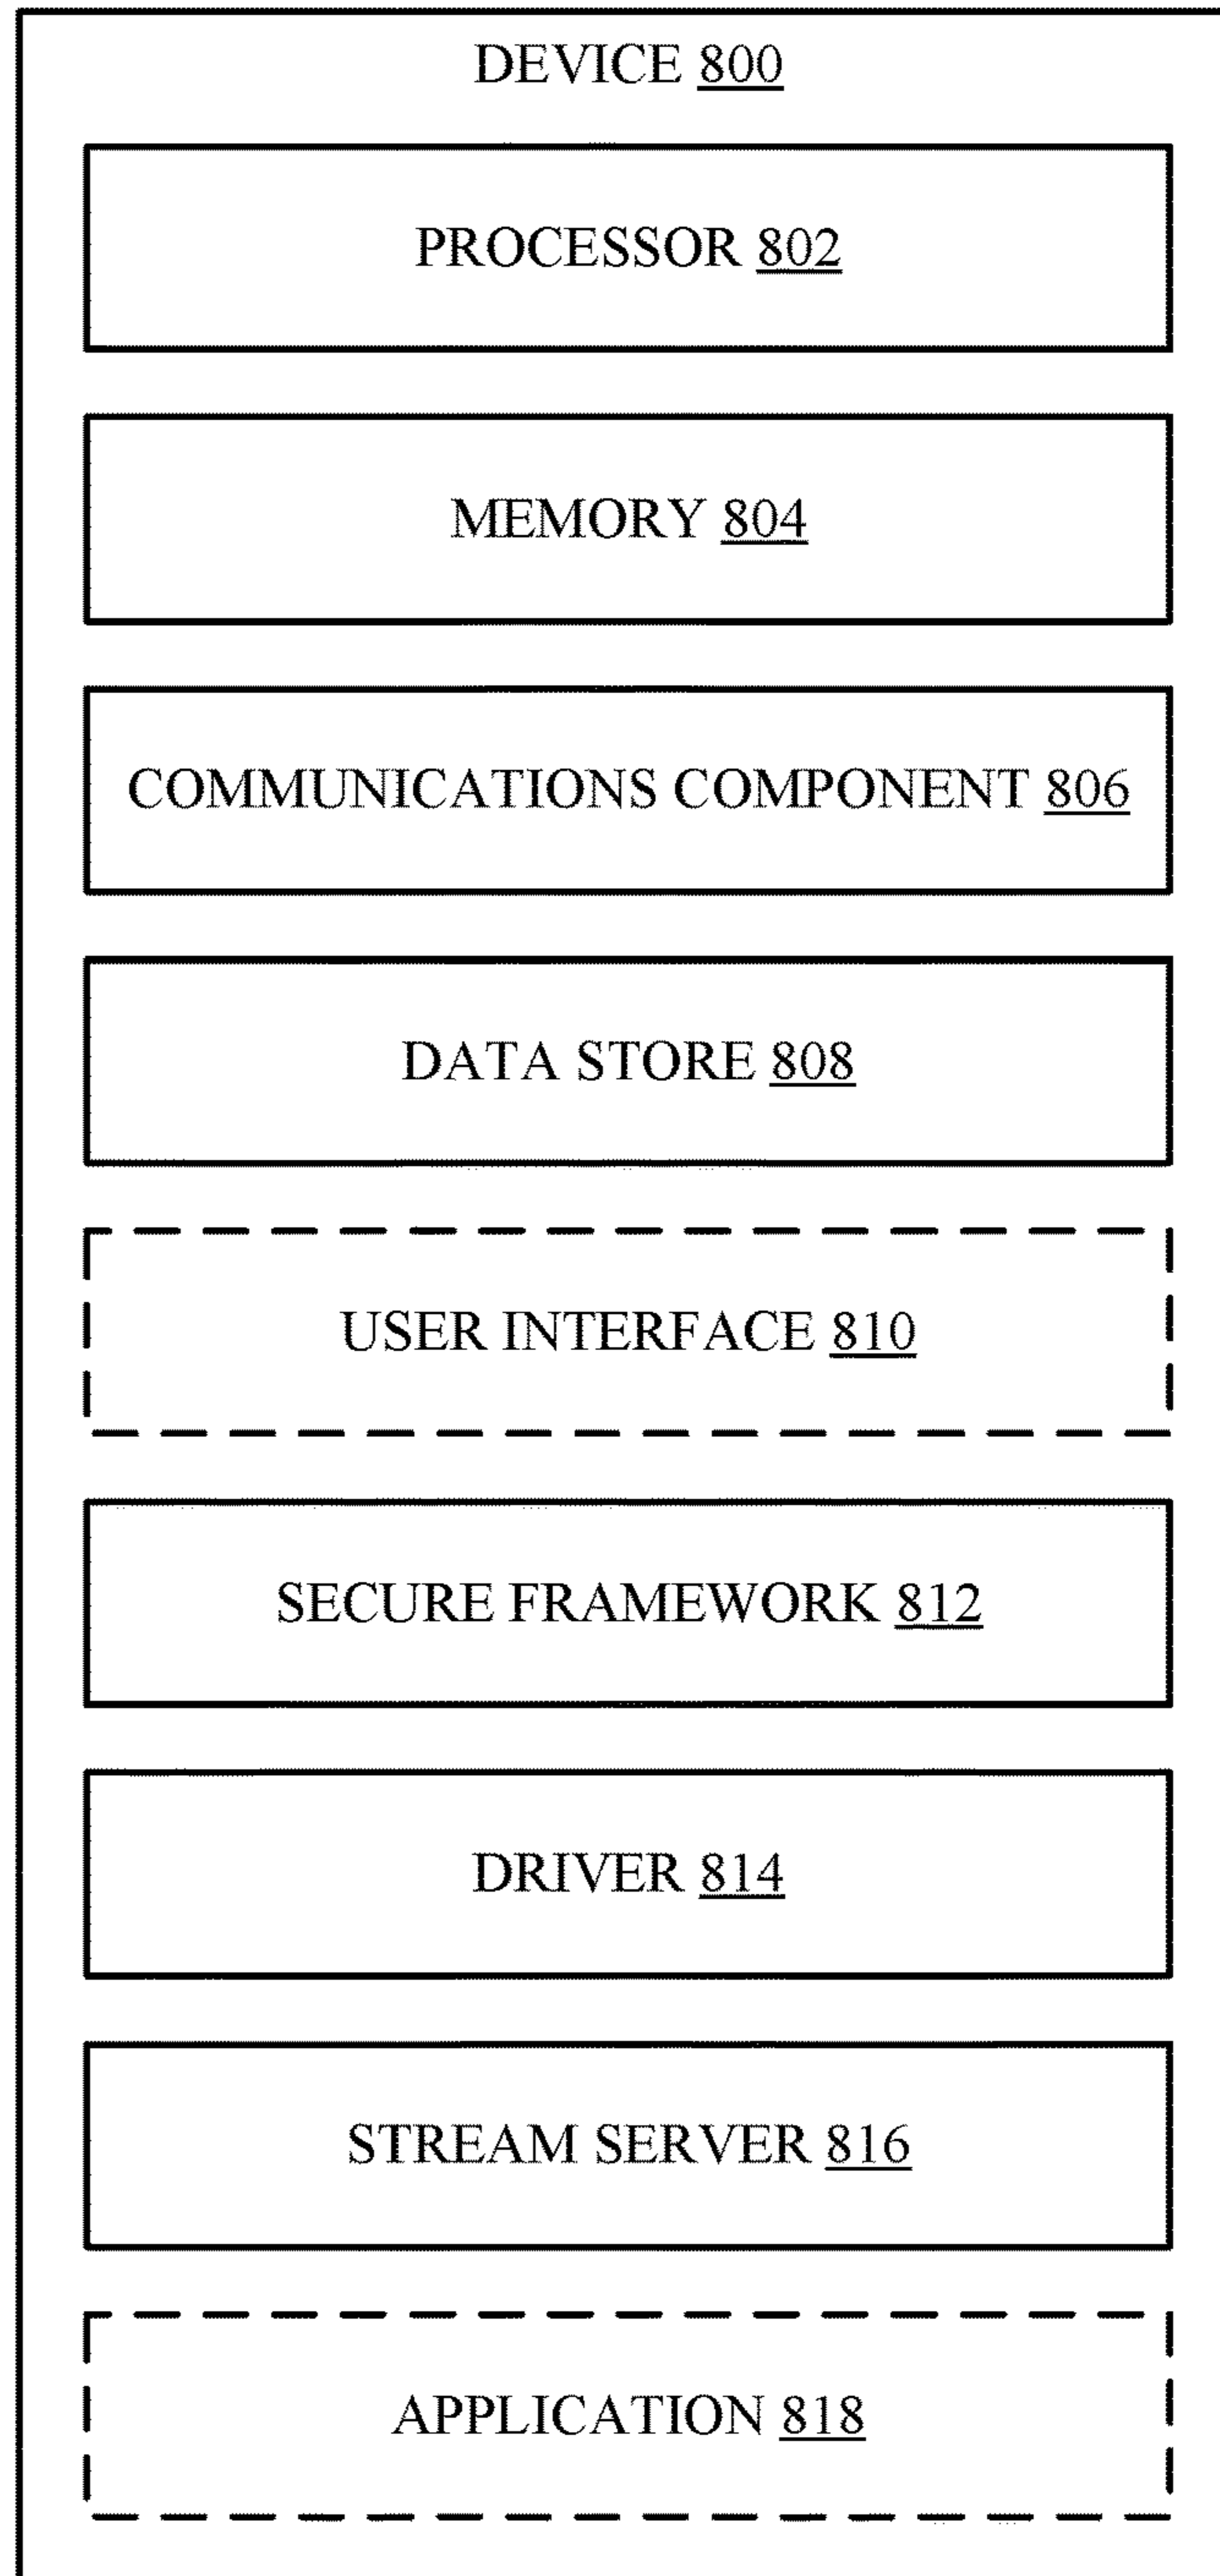 DEVICE 800
PROCESSOR 802
MEMORY 804
COMMUNICATIONS COMPONENT 806
DATA STORE 808
USER INTERFACE 810
SECURE FRAMEWORK 812
DRIVER 814
STREAM SERVER 816
APPLICATION 818